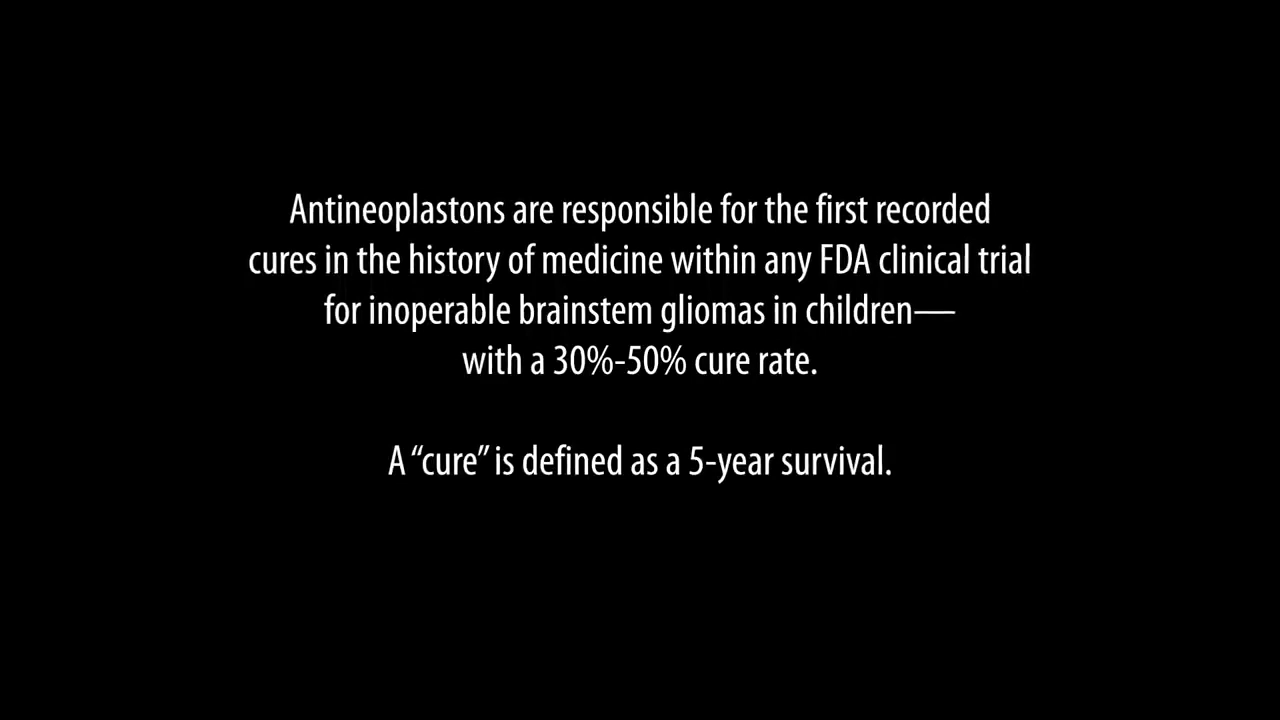 Antineoplastons are responsible for the first recorded
cures in the history of medicine within any FDA clinical trial
for inoperable brainstem gliomas in children—
with a 30%-50% cure rate.
A “cure” is defined as a 5-year survival.